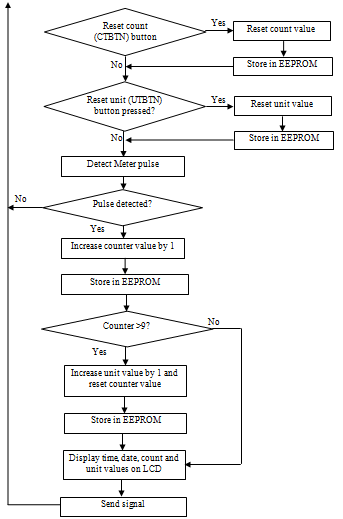 Reset count
(CTBTN) button
Yes
Reset count value
No
Store in EEPROM
Reset unit (UTBTN)
button pressed?
Yes
Reset unit value
No
Store in EEPROM
Detect Meter pulse
Pulse detected?
No
Yes
Increase counter value by 1
Store in EEPROM
Counter >9?
No
Yes
Increase unit value by 1 and
reset counter value
Store in EEPROM
Display time, date, count and
unit values on LCD
Send signal